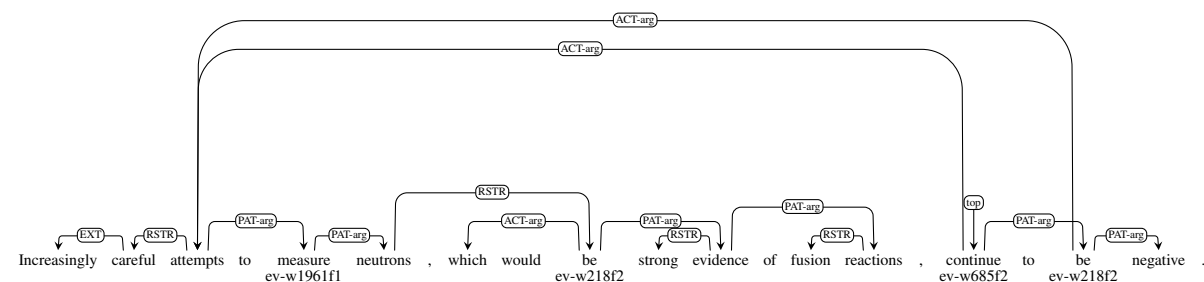 ACT-arg
ACT-arg
RSTR
top
PAT-arg
PAT-arg ACT-arg PAT-arg PAT-arg
EXT RSTR PAT-arg RSTR RSTR PAT-arg
Increasingly careful attempts to measure neutrons , which would be strong evidence of fusion reactions , continue to be negative .
ev-w1961f1 ev-w218f2 ev-w685f2 ev-w218f2